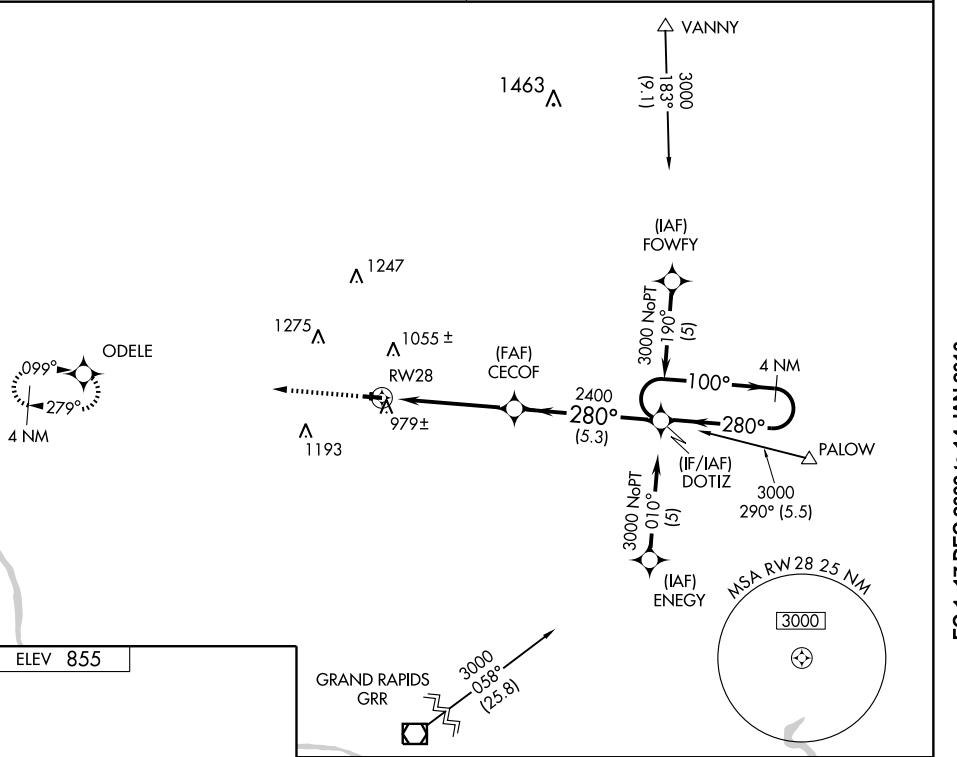 VANNY
3000
183°
(9.1)
1463
(IAF)
FOWFY
3000 NoPT
190°
(5)
1247
1275
1055 ±
RW28
979±
1193
ODELE
099°
279°
4 NM
(FAF)
CECOF
2400
280°
(5.3)
4 NM
100°
280°
(IF/IAF)
DOTIZ
PALOW
3000
290° (5.5)
3000 NoPT
010°
(5)
(IAF)
ENEGY
MSA RW 28 25 NM
3000
ELEV 855
GRAND RAPIDS
GRR
3000
058°
(25.8)